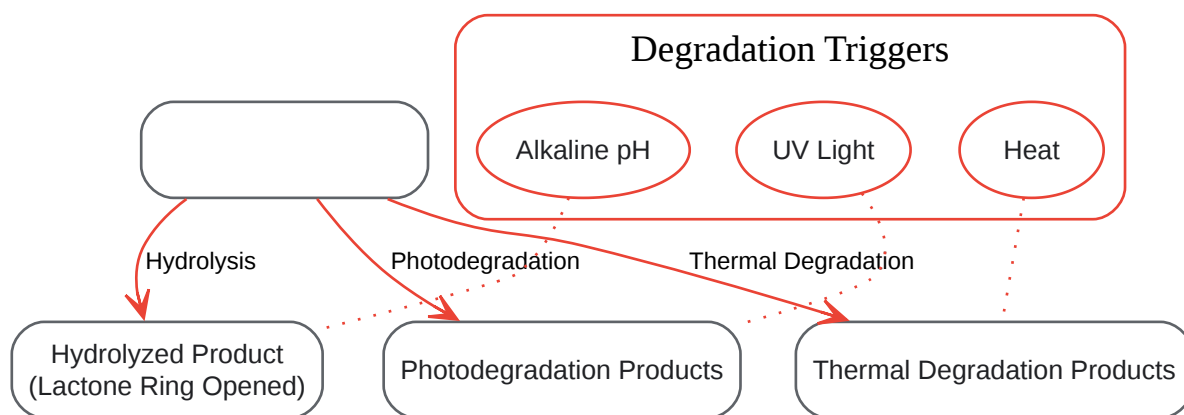 Degradation Triggers
Alkaline pH
UV Light
Heat
Hydrolysis
Photodegradation
Thermal Degradation
Hydrolyzed Product
(Lactone Ring Opened)
Photodegradation Products
Thermal Degradation Products